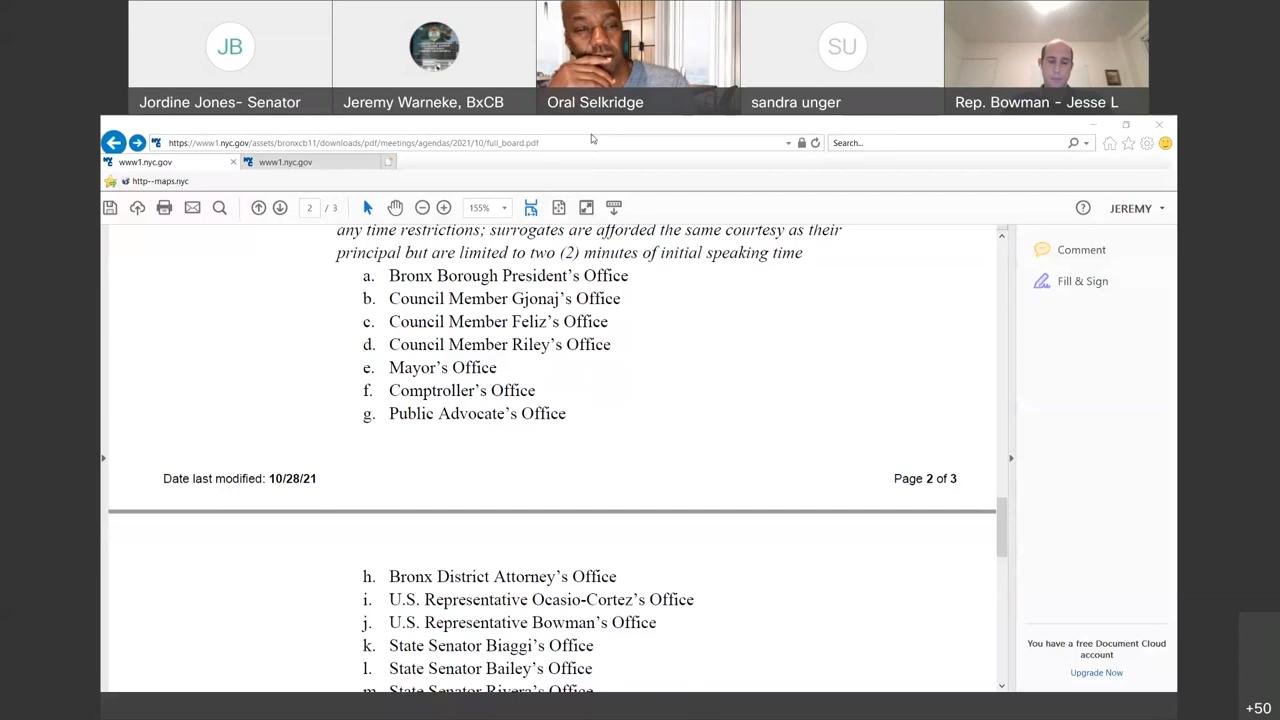 JB
SU
Jordine Jones- Senator
Jeremy Warneke, BxCB
Oral Selkridge
sandra unger
Rep. Bowman - Jesse L
https://www1.nyc.gov/assets/bronxcb11/downloads/pdf/meetings/agendas/2021/10/full_board.pdf
Search...
www1.nyc.gov
www1.nyc.gov
http--maps.nyc
2 / 3
155%
JEREMY
any time restrictions; surrogates are afforded the same courtesy as their
principal but are limited to two (2) minutes of initial speaking time
a. Bronx Borough President's Office
b. Council Member Gjonaj's Office
c. Council Member Feliz's Office
d. Council Member Riley's Office
e. Mayor's Office
f. Comptroller's Office
g. Public Advocate's Office
Date last modified: 10/28/21
Page 2 of 3
h. Bronx District Attorney's Office
i. U.S. Representative Ocasio-Cortez's Office
j. U.S. Representative Bowman's Office
k. State Senator Biaggi's Office
l. State Senator Bailey's Office
m. State Senator Rivera's Office
Comment
Fill & Sign
You have a free Document Cloud
account
Upgrade Now
+50